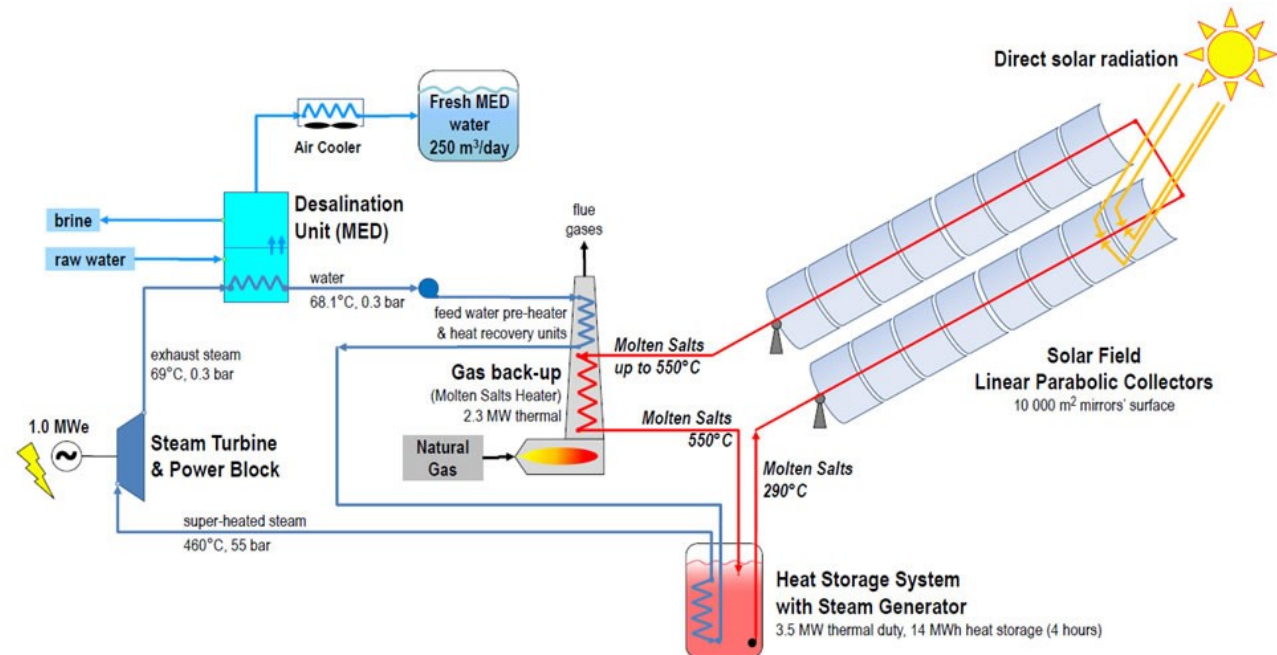 Direct solar radiation
Fresh MED
water
250 m³/day
Air Cooler
Desalination
Unit (MED)
brine
raw water
flue
gases
water
68.1°C, 0.3 bar
feed water pre-heater
& heat recovery units
Molten Salts
up to 550°C
exhaust steam
69°C, 0.3 bar
Gas back-up
(Molten Salts Heater)
2.3 MW thermal
Solar Field
Linear Parabolic Collectors
10 000 m² mirrors' surface
Molten Salts
550°C
1.0 MWe
Steam Turbine
& Power Block
Natural
Gas
Molten Salts
290°C
super-heated steam
460°C, 55 bar
Heat Storage System
with Steam Generator
3.5 MW thermal duty, 14 MWh heat storage (4 hours)